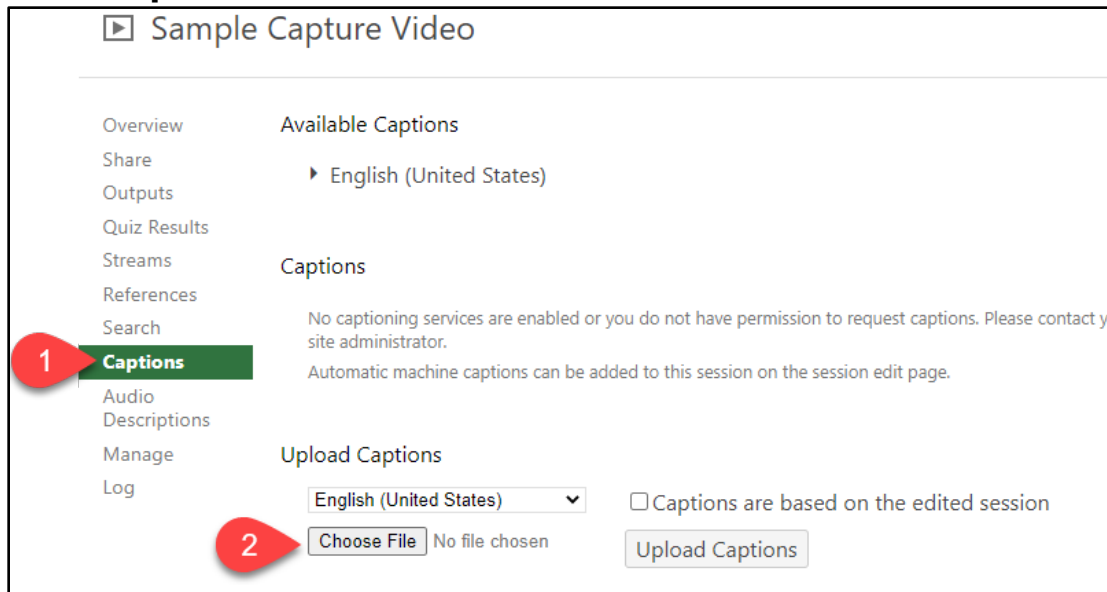 Sample Capture Video
Overview
Share
Outputs
Quiz Results
Streams
References
Search
1
Captions
Audio
Descriptions
Manage
Log
Available Captions
English (United States)
Captions
No captioning services are enabled or you do not have permission to request captions. Please contact y
site administrator.
Automatic machine captions can be added to this session on the session edit page.
Upload Captions
English (United States)
Captions are based on the edited session
2
Choose File No file chosen
Upload Captions